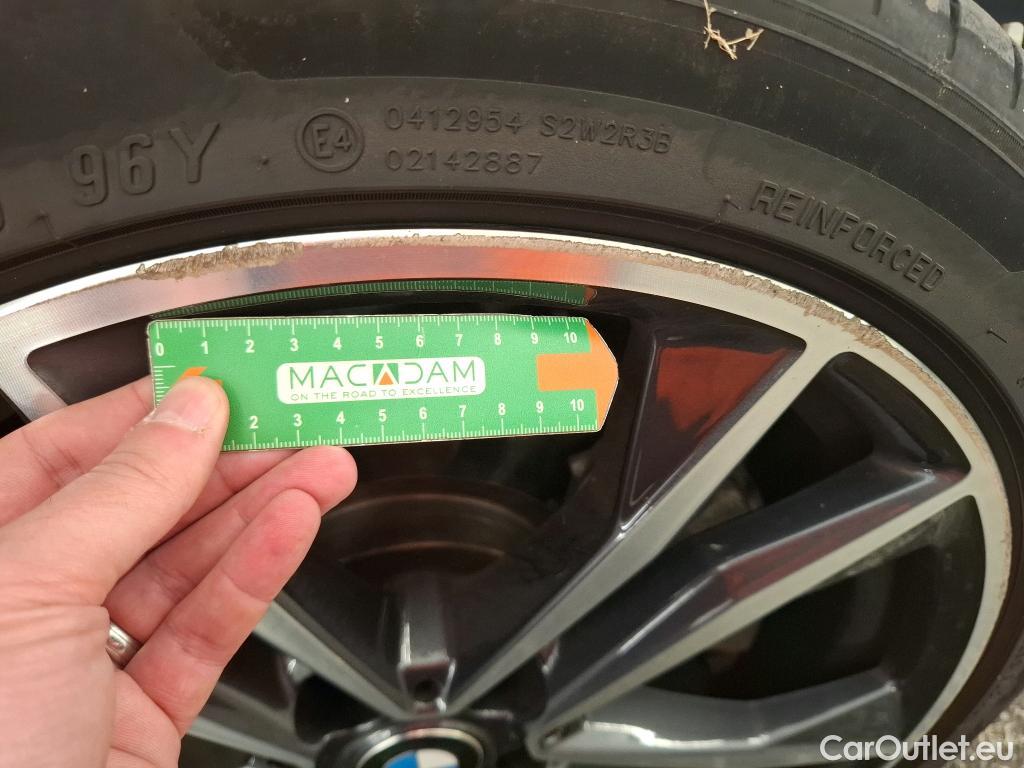 96Y
E4
0412954 S2W2R3B
02142887
REINFORCED
0 1 2 3 4 5 6 7 8 9 10
MACADAM
ON THE ROAD TO EXCELLENCE
2 3 4 5 6 7 8 9 10
CarOutlet.eu